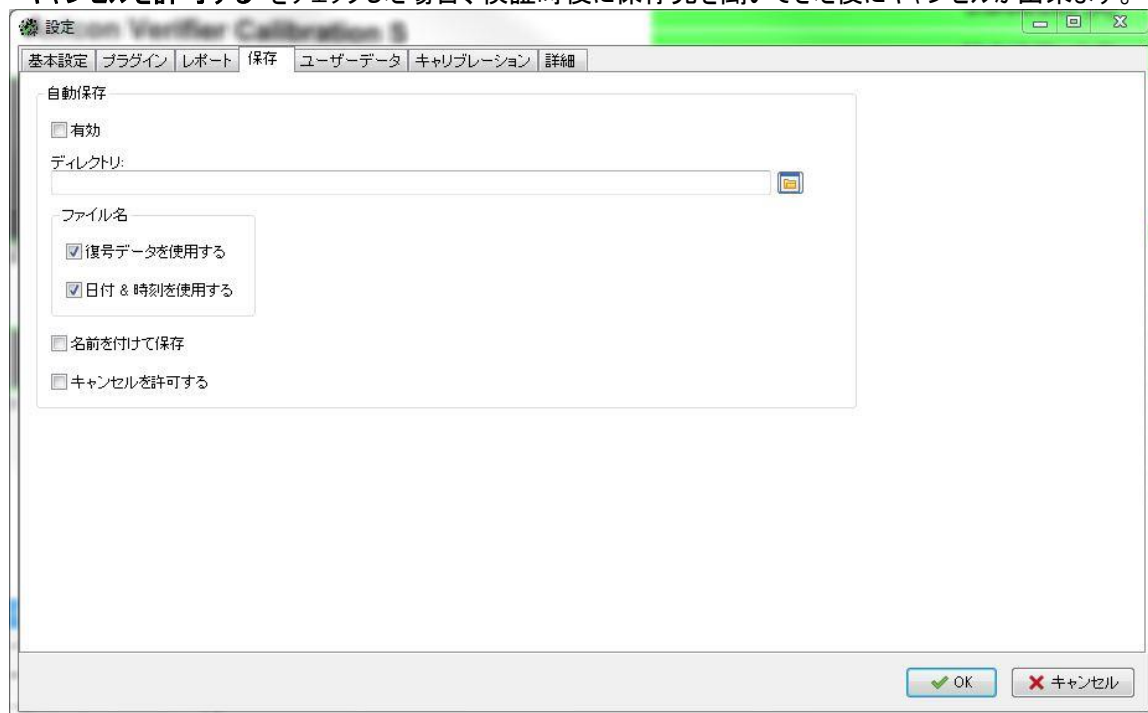 キャンセルを許可する をチェックした場合、検証時後に保存先を聞いてきた後にキャンセルが出来ます。
設定
on Verifier Calibration S
基本設定 プラグイン レポート 保存 ユーザーデータ キャリブレーション 詳細
自動保存
有効
ディレクトリ:
ファイル名
復号データを使用する
日付 & 時刻を使用する
名前を付けて保存
キャンセルを許可する
OK キャンセル